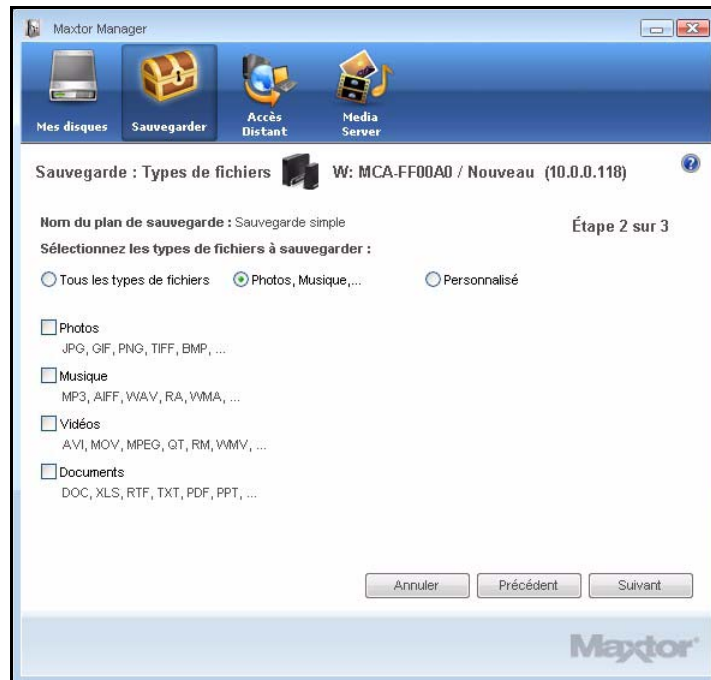 Maxtor Manager
Mes disques
Sauvegarder
Accès
Distant
Media
Server
Sauvegarde : Types de fichiers W: MCA-FF00A0 / Nouveau (10.0.0.118)
?
Nom du plan de sauvegarde : Sauvegarde simple
Étape 2 sur 3
Sélectionnez les types de fichiers à sauvegarder :
Tous les types de fichiers Photos, Musique,... Personnalisé
Photos
JPG, GIF, PNG, TIFF, BMP, ...
Musique
MP3, AIFF, WAV, RA, WMA, ...
Vidéos
AVI, MOV, MPEG, QT, RM, WMV, ...
Documents
DOC, XLS, RTF, TXT, PDF, PPT, ...
Annuler Précédent Suivant
Maxtor